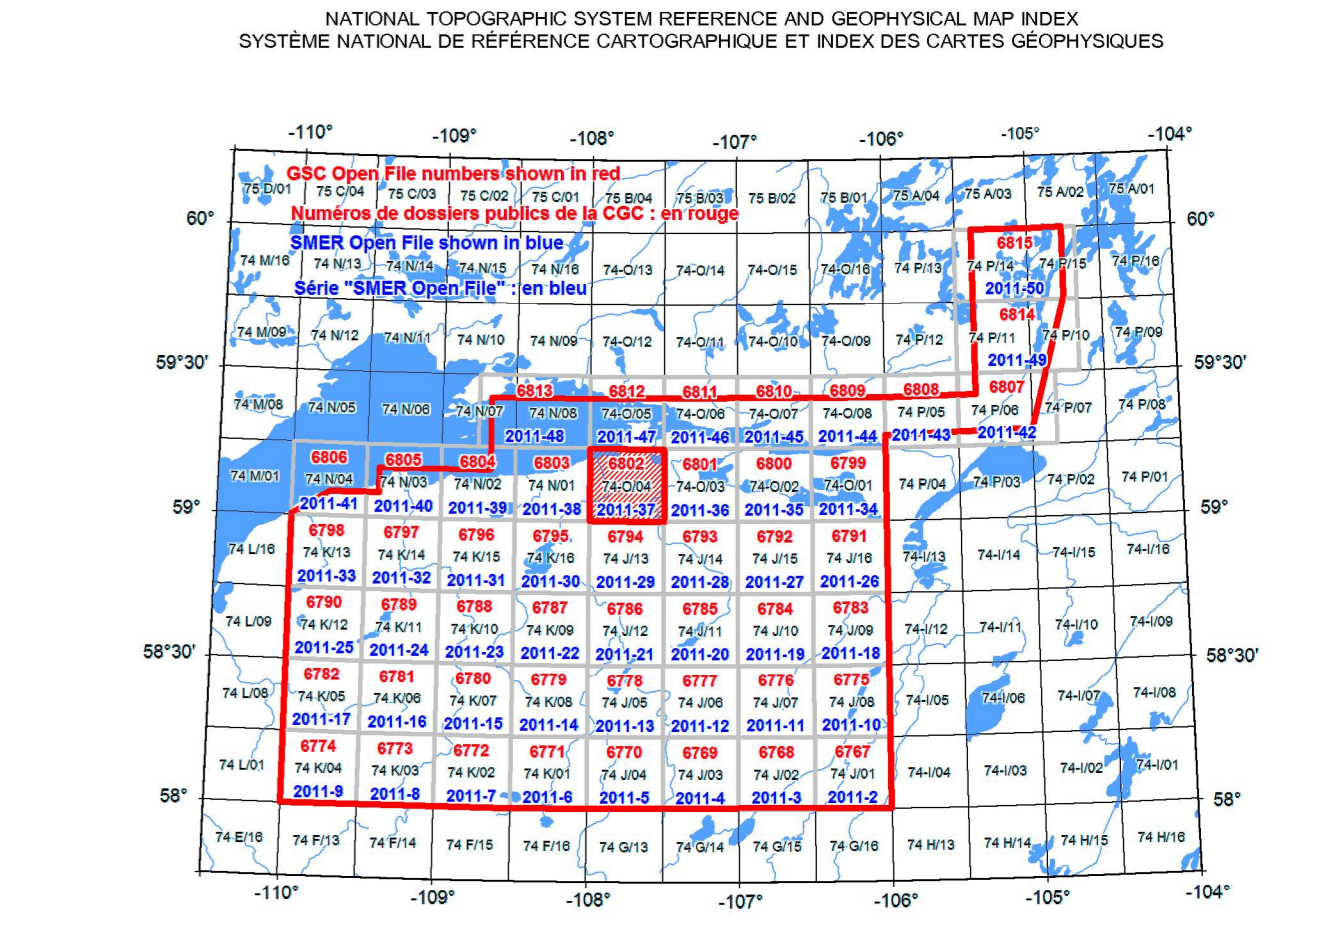 NATIONAL TOPOGRAPHIC SYSTEM REFERENCE AND GEOPHYSICAL MAP INDEX
SYSTÈME NATIONAL DE RÉFÉRENCE CARTOGRAPHIQUE ET INDEX DES CARTES GÉOPHYSIQUES
-110° -109° -108° -107° -106° -105° -104°
GSC Open File numbers shown in red
75 D/01 75 C/04 75 C/03 75 C/02 75 C/01 75 B/04 75 B/03 75 B/02 75 B/01 75 A/04 75 A/03 75 A/02 75 A/01
Numéros de dossiers publics de la CGC : en rouge
60° 60°
SMER Open File shown in blue 6815
74 M/16 74 N/13 74 N/14 74 N/15 74 N/16 74-O/13 74-O/14 74-O/15 74-O/16 74 P/13 74 P/14 74 P/15 74 P/16
Série "SMER Open File" : en bleu 2011-50
6814
74 M/09 74 N/12 74 N/11 74 N/10 74 N/09 74-O/12 74-O/11 74-O/10 74-O/09 74 P/12 74 P/11 74 P/10 74 P/09
59°30' 2011-49 59°30'
6813 6812 6811 6810 6809 6808 6807
74 M/08 74 N/05 74 N/06 74 N/07 74 N/08 74-O/05 74-O/06 74-O/07 74-O/08 74 P/05 74 P/06 74 P/07 74 P/08
2011-48 2011-47 2011-46 2011-45 2011-44 2011-43 2011-42
6806 6805 6804 6803 6802 6801 6800 6799
74 M/01 74 N/04 74 N/03 74 N/02 74 N/01 74-O/04 74-O/03 74-O/02 74-O/01 74 P/04 74 P/03 74 P/02 74 P/01
59° 2011-41 2011-40 2011-39 2011-38 2011-37 2011-36 2011-35 2011-34 59°
6798 6797 6796 6795 6794 6793 6792 6791
74 L/16 74 K/13 74 K/14 74 K/15 74 K/16 74 J/13 74 J/14 74 J/15 74 J/16 74-I/13 74-I/14 74-I/15 74-I/16
2011-33 2011-32 2011-31 2011-30 2011-29 2011-28 2011-27 2011-26
6790 6789 6788 6787 6786 6785 6784 6783
74 L/09 74 K/12 74 K/11 74 K/10 74 K/09 74 J/12 74 J/11 74 J/10 74 J/09 74-I/12 74-I/11 74-I/10 74-I/09
58°30' 2011-25 2011-24 2011-23 2011-22 2011-21 2011-20 2011-19 2011-18 58°30'
6782 6781 6780 6779 6778 6777 6776 6775
74 L/08 74 K/05 74 K/06 74 K/07 74 K/08 74 J/05 74 J/06 74 J/07 74 J/08 74-I/05 74-I/06 74-I/07 74-I/08
2011-17 2011-16 2011-15 2011-14 2011-13 2011-12 2011-11 2011-10
6774 6773 6772 6771 6770 6769 6768 6767
74 L/01 74 K/04 74 K/03 74 K/02 74 K/01 74 J/04 74 J/03 74 J/02 74 J/01 74-I/04 74-I/03 74-I/02 74-I/01
58° 2011-9 2011-8 2011-7 2011-6 2011-5 2011-4 2011-3 2011-2 58°
74 E/16 74 F/13 74 F/14 74 F/15 74 F/16 74 G/13 74 G/14 74 G/15 74 G/16 74 H/13 74 H/14 74 H/15 74 H/16
-110° -109° -108° -107° -106° -105° -104°